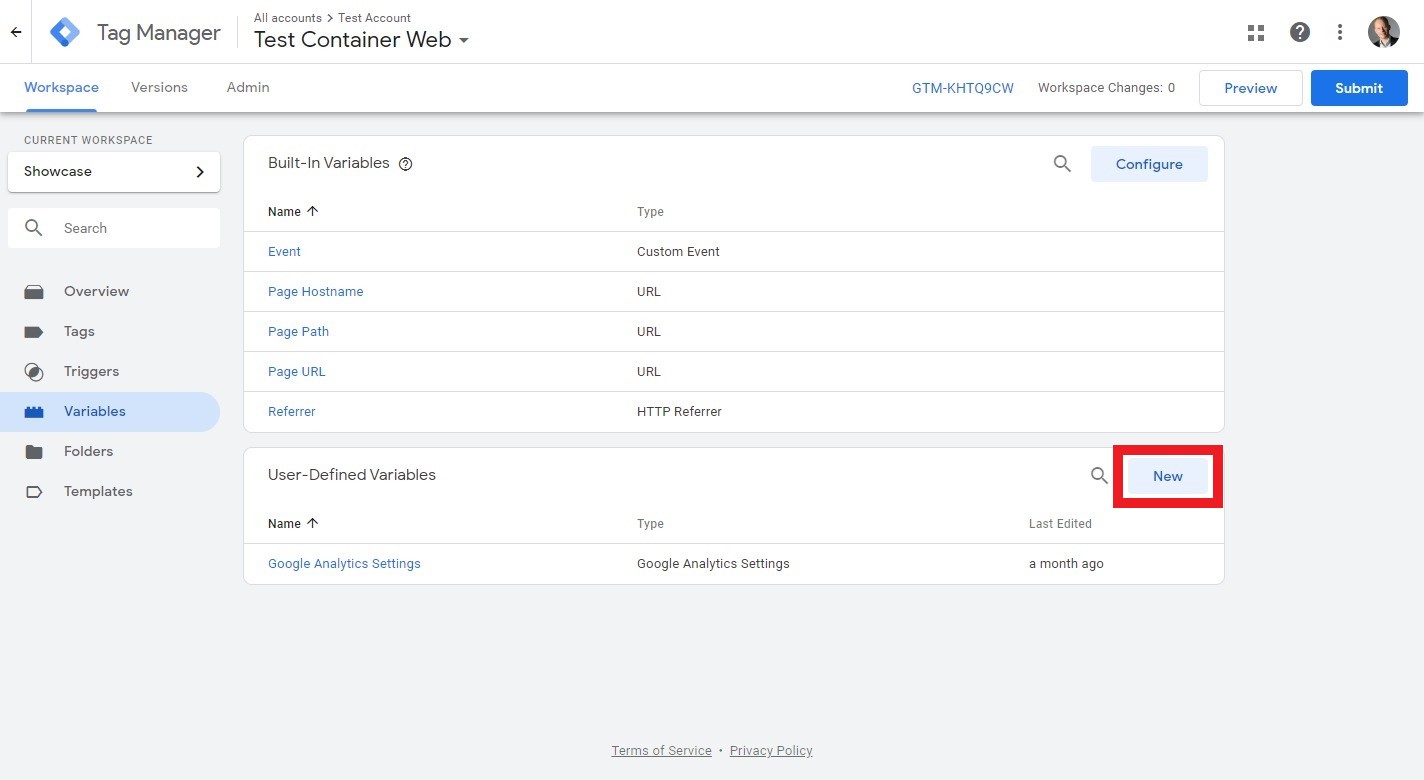 Tag Manager
All accounts > Test Account
Test Container Web
Workspace
Versions
Admin
GTM-KHTQ9CW
Workspace Changes: 0
Preview
Submit
CURRENT WORKSPACE
Showcase
Search
Overview
Tags
Triggers
Variables
Folders
Templates
Built-In Variables
Configure
Name Type
Event Custom Event
Page Hostname URL
Page Path URL
Page URL URL
Referrer HTTP Referrer
User-Defined Variables
New
Name Type Last Edited
Google Analytics Settings Google Analytics Settings a month ago
Terms of Service • Privacy Policy